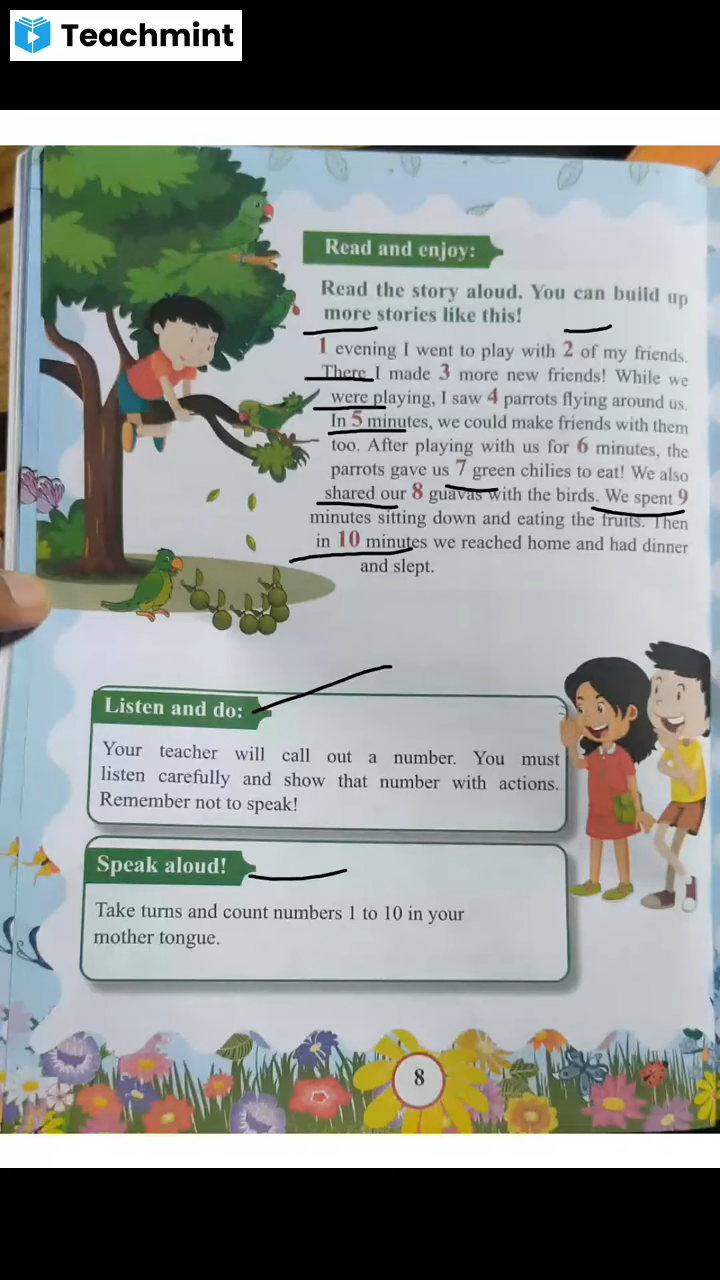 Teachmint
Read and enjoy:
Read the story aloud. You can build up
more stories like this!
1 evening I went to play with 2 of my friends.
There I made 3 more new friends! While we
were playing, I saw 4 parrots flying around us.
In 5 minutes, we could make friends with them
too. After playing with us for 6 minutes, the
parrots gave us 7 green chilies to eat! We also
shared our 8 guavas with the birds. We spent 9
minutes sitting down and eating the fruits. Then
in 10 minutes we reached home and had dinner
and slept.
Listen and do:
Your teacher will call out a number. You must
listen carefully and show that number with actions.
Remember not to speak!
Speak aloud!
Take turns and count numbers 1 to 10 in your
mother tongue.
8